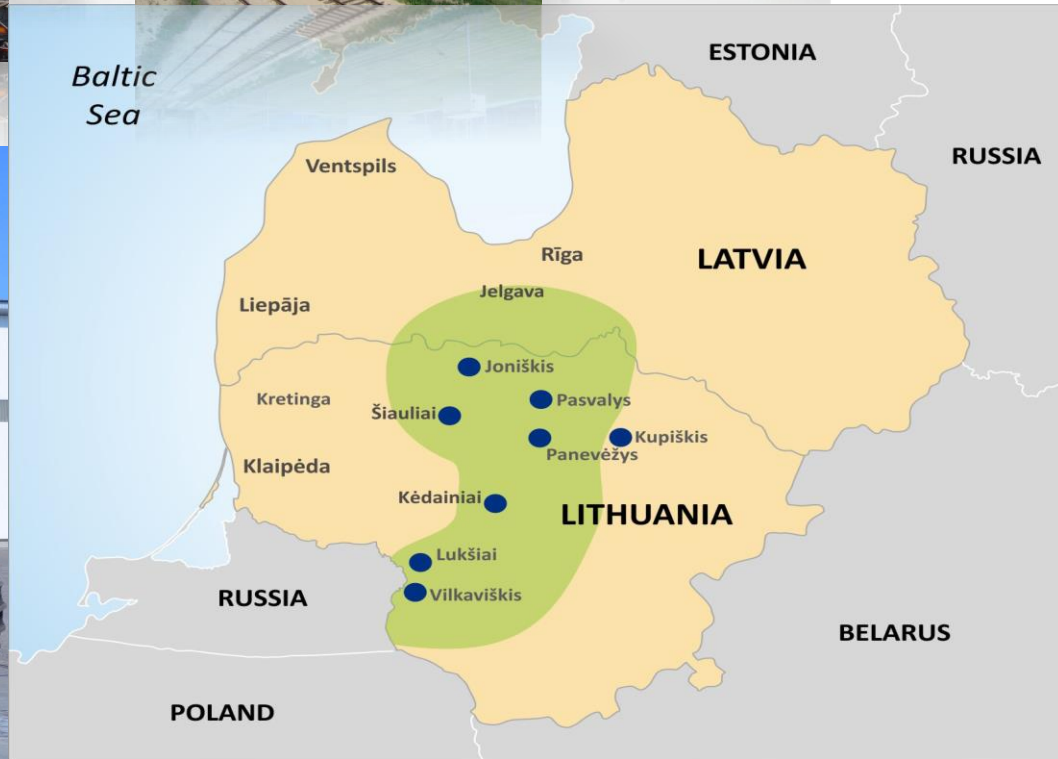 ESTONIA
Baltic
Sea
RUSSIA
Ventspils
Rīga
LATVIA
Jelgava
Liepāja
Joniškis
Kretinga
Pasvalys
Šiauliai
Kupiškis
Panevėžys
Klaipėda
Kėdainiai
LITHUANIA
Lukšiai
Vilkaviškis
RUSSIA
BELARUS
POLAND